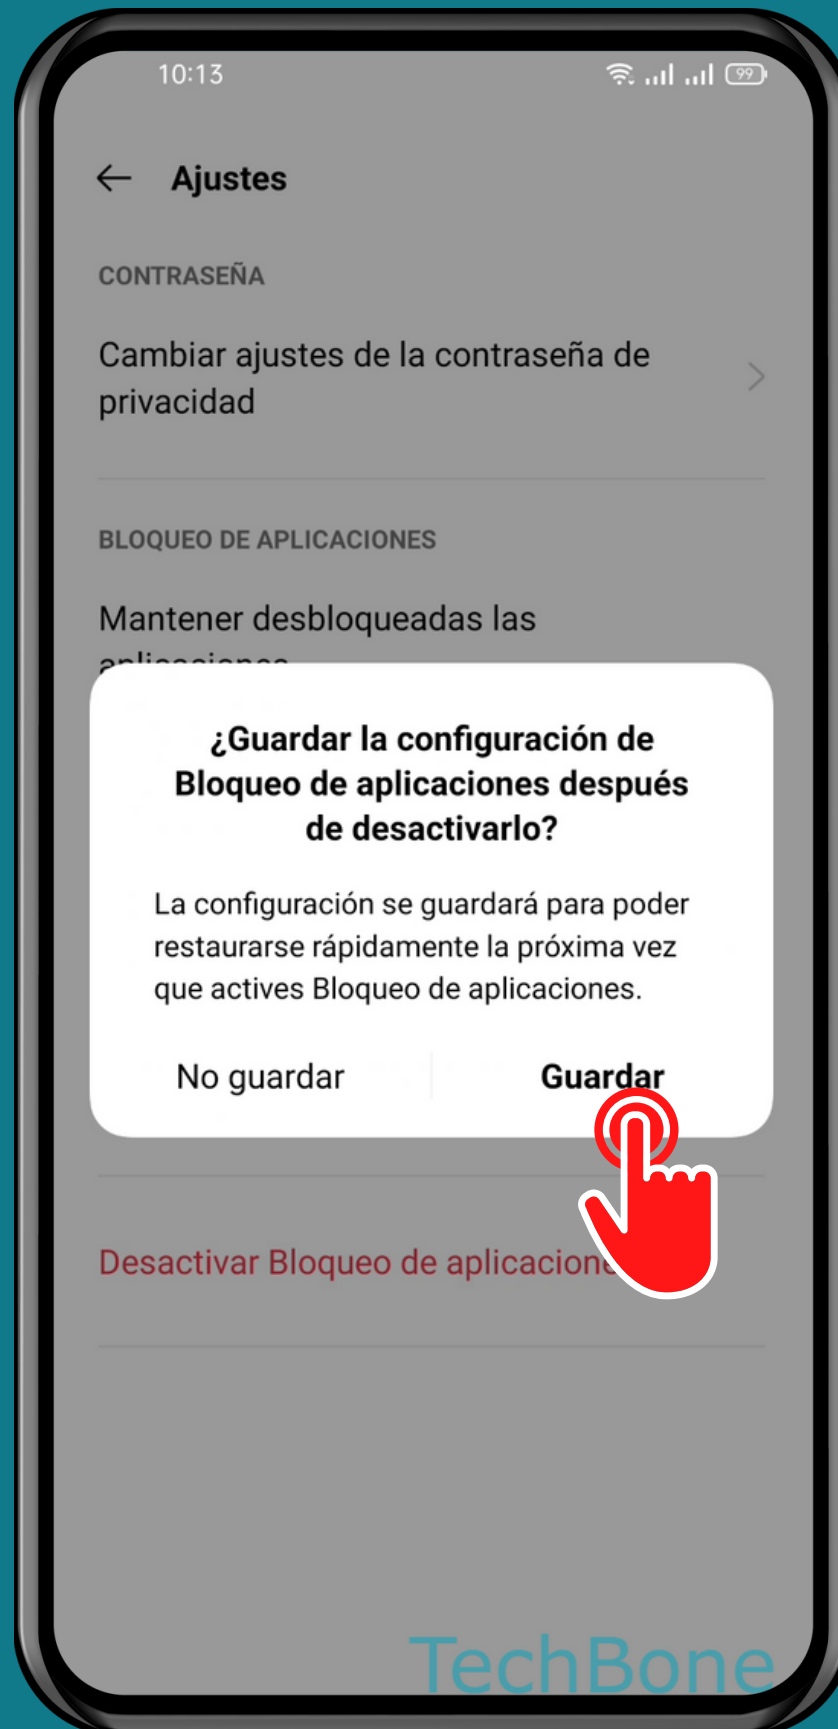 10:13
99
Ajustes
CONTRASEÑA
Cambiar ajustes de la contraseña de
privacidad
BLOQUEO DE APLICACIONES
Mantener desbloqueadas las
aplicaciones
¿Guardar la configuración de
Bloqueo de aplicaciones después
de desactivarlo?
La configuración se guardará para poder
restaurarse rápidamente la próxima vez
que actives Bloqueo de aplicaciones.
No guardar
Guardar
Desactivar Bloqueo de aplicacione
TechBone